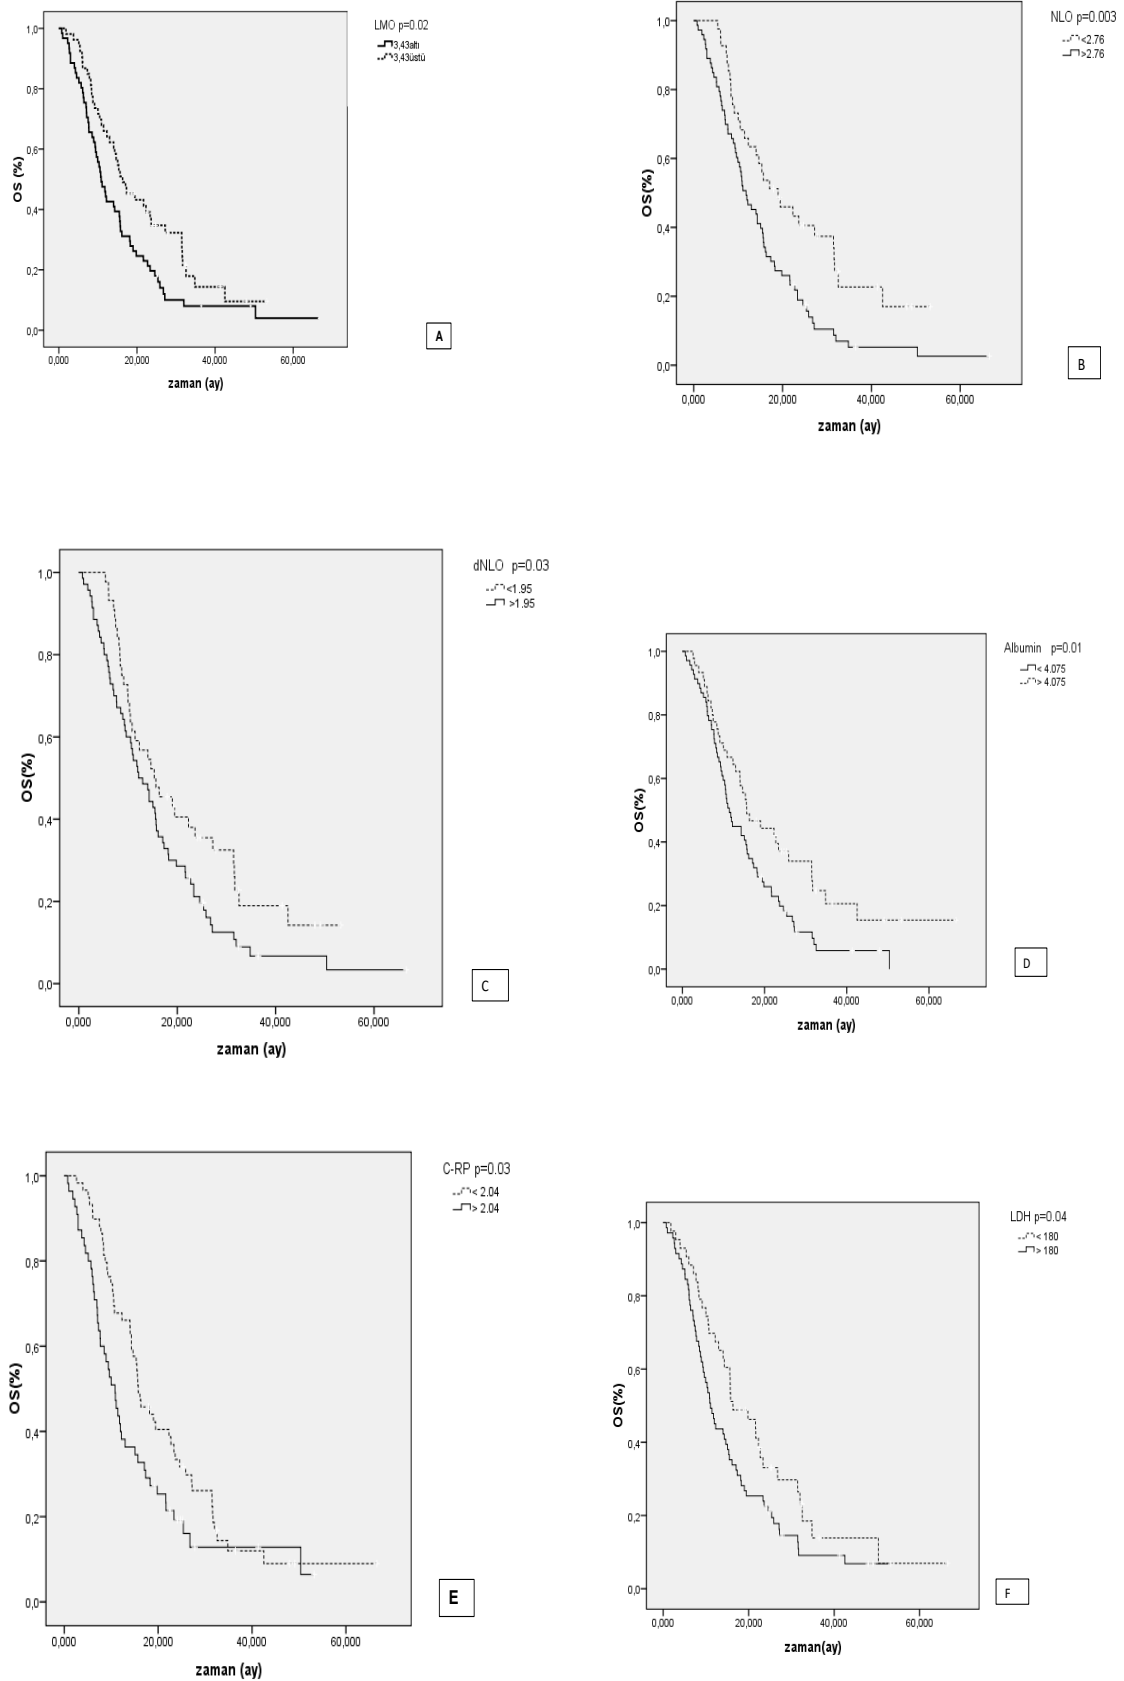 LMO p=0.02
3,43altı
3,43üstü
OS (%)
1,0
0,8
0,6
0,4
0,2
0,0
0,000 20,000 40,000 60,000
zaman (ay)
A
NLO p=0.003
<2.76
>2.76
OS(%)
1,0
0,8
0,6
0,4
0,2
0,0
0,000 20,000 40,000 60,000
zaman (ay)
B
dNLO p=0.03
<1.95
>1.95
OS(%)
1,0
0,8
0,6
0,4
0,2
0,0
0,000 20,000 40,000 60,000
zaman (ay)
C
Albumin p=0.01
< 4.075
> 4.075
OS(%)
1,0
0,8
0,6
0,4
0,2
0,0
0,000 20,000 40,000 60,000
zaman (ay)
D
C-RP p=0.03
< 2.04
> 2.04
OS(%)
1,0
0,8
0,6
0,4
0,2
0,0
0,000 20,000 40,000 60,000
zaman (ay)
E
LDH p=0.04
< 180
> 180
OS(%)
1,0
0,8
0,6
0,4
0,2
0,0
0,000 20,000 40,000 60,000
zaman(ay)
F